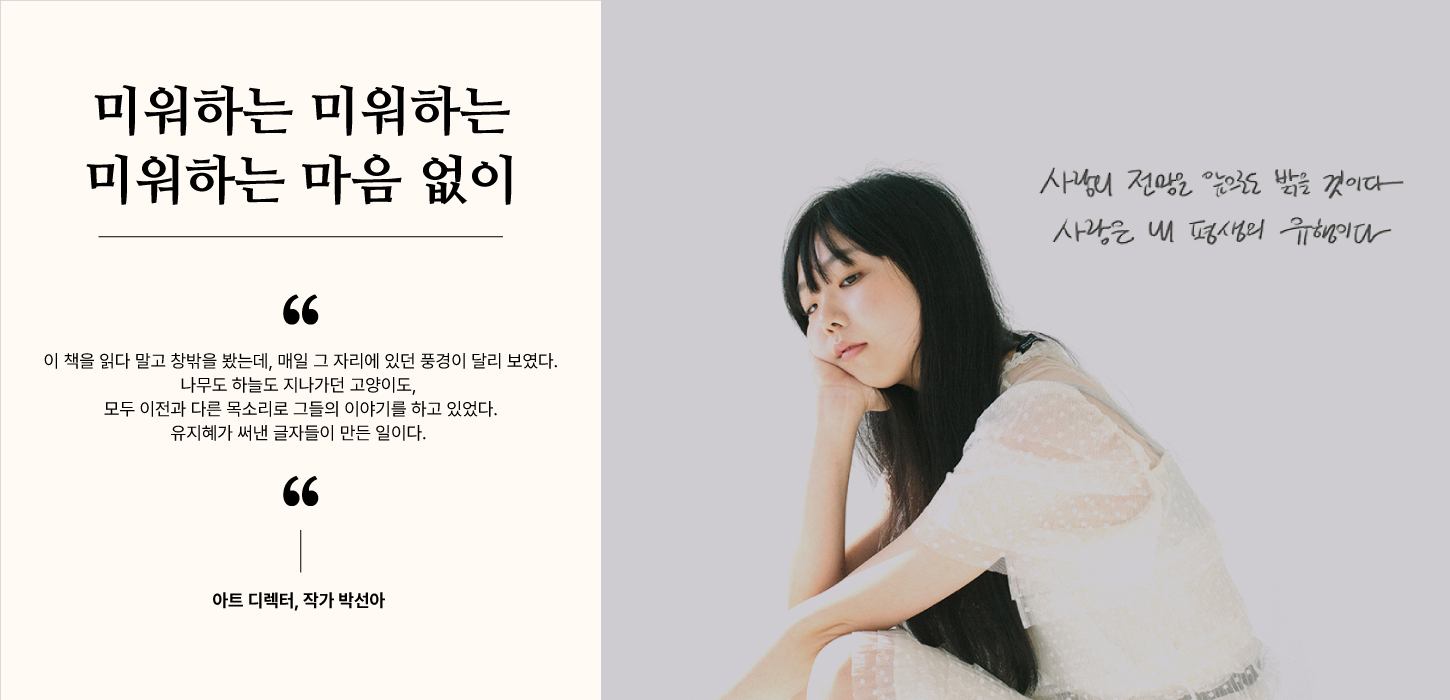 미워하는 미워하는
미워하는 마음 없이
“
이 책을 읽다 말고 창밖을 봤는데, 매일 그 자리에 있던 풍경이 달리 보였다.
나무도 하늘도 지나가던 고양이도,
모두 이전과 다른 목소리로 그들의 이야기를 하고 있었다.
유지혜가 써낸 글자들이 만든 일이다.
“
아트 디렉터, 작가 박선아
사랑의 전망은 앞으로도 밝을 것이다
사랑은 내 평생의 유행이다